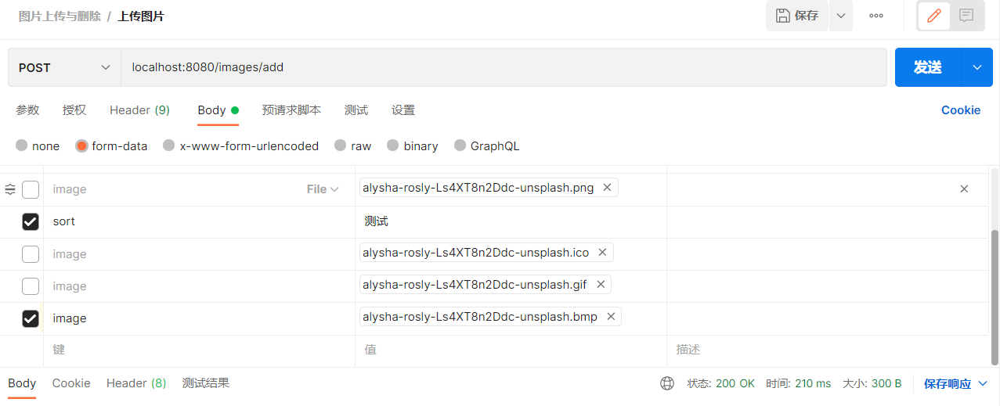 图片上传与删除 / 上传图片 保存 ooo
POST localhost:8080/images/add 发送
参数 授权 Header (9) Body 预请求脚本 测试 设置 Cookie
none form-data x-www-form-urlencoded raw binary GraphQL
image File alysha-rosly-Ls4XT8n2Ddc-unsplash.png
sort 测试
image alysha-rosly-Ls4XT8n2Ddc-unsplash.ico
image alysha-rosly-Ls4XT8n2Ddc-unsplash.gif
image alysha-rosly-Ls4XT8n2Ddc-unsplash.bmp
键 值 描述
Body Cookie Header (8) 测试结果 状态: 200 OK 时间: 210 ms 大小: 300 B 保存响应